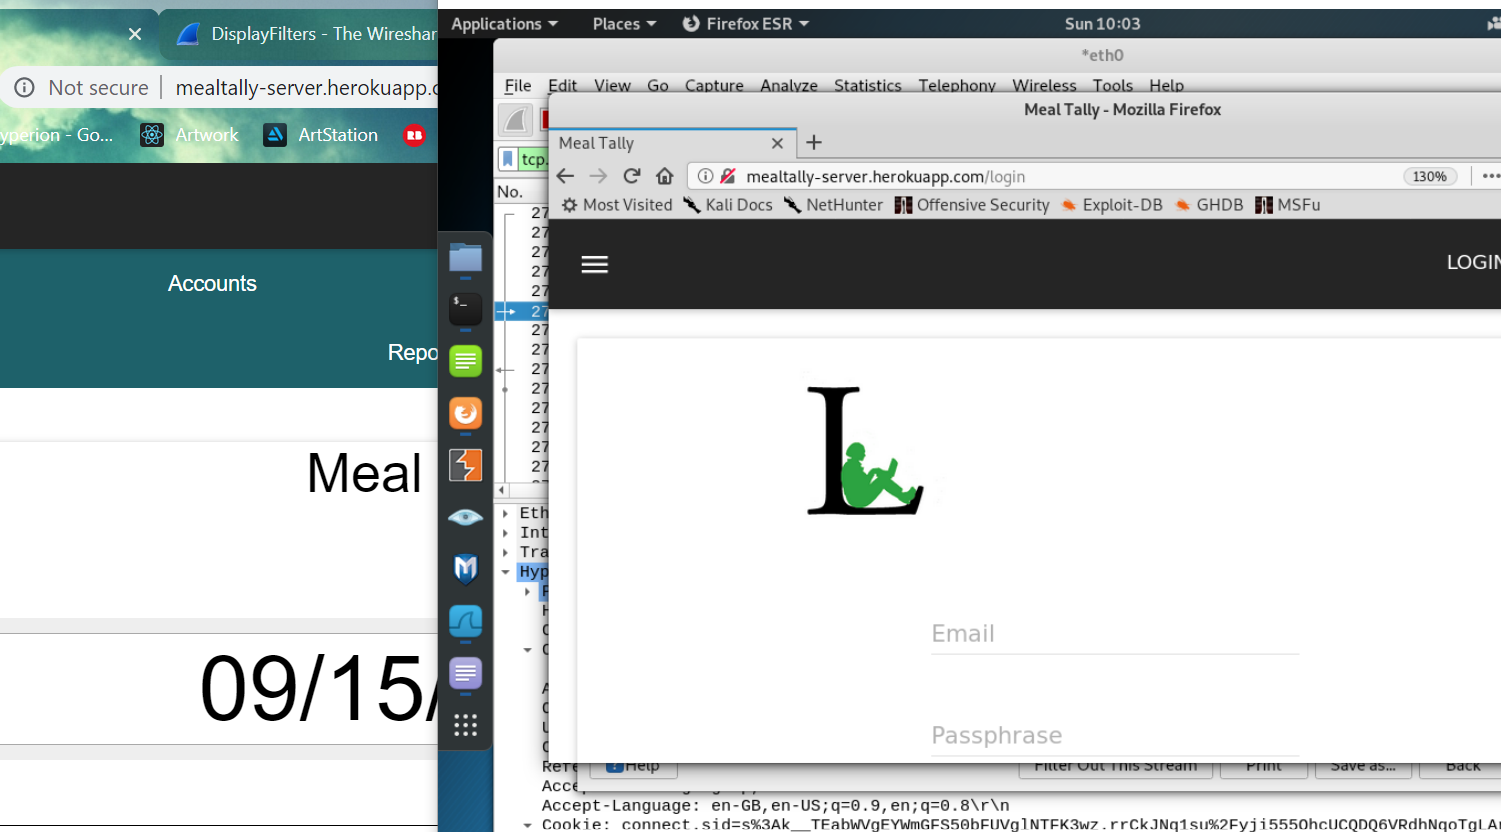 DisplayFilters - The Wireshar
Not secure
mealtally-server.herokuapp.c
yperion - Go...
Artwork
ArtStation
Accounts
Repo
Meal
09/15/
Applications
Places
Firefox ESR
Sun 10:03
*eth0
File Edit View Go Capture Analyze Statistics Telephony Wireless Tools Help
Meal Tally - Mozilla Firefox
Meal Tally
tcp.
mealtally-server.herokuapp.com/login
130%
No.
Most Visited
Kali Docs
NetHunter
Offensive Security
Exploit-DB
GHDB
MSFu
LOGIN
27
27
27
27
27
27
27
27
27
27
27
27
27
27
L
Eth
Int
Tra
Hyp
Email
Passphrase
Help
Filter Out This Stream
Print
Save as...
Back
Refe
Acce
Accept-Language: en-GB,en-US;q=0.9,en;q=0.8\r\n
Cookie: connect.sid=s%3Ak__TEabWVgEYWmGFS50bFUVglNTFK3wz.rrCkJNq1su%2Fyji555OhcUCQDQ6VRdhNqoTgLAu